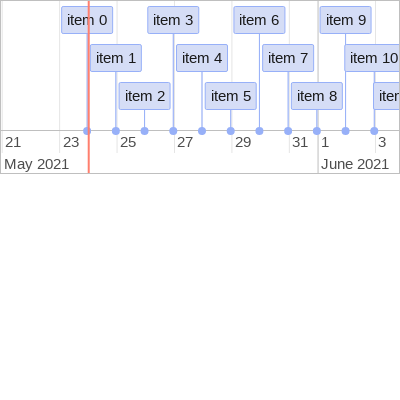 item 0 item 3 item 6 item 9
item 1 item 4 item 7 item 10
item 2 item 5 item 8
21 23 25 27 29 31 1 3
May 2021 June 2021